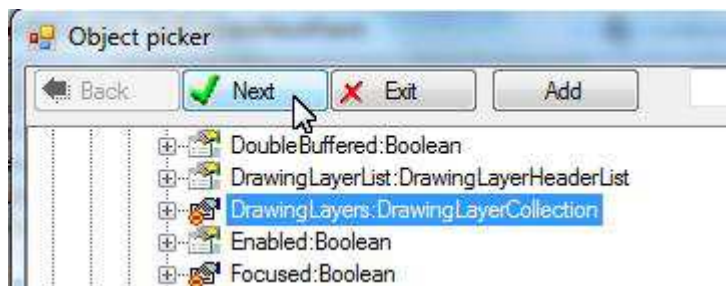 Object picker
Back Next Exit Add
DoubleBuffered:Boolean
DrawingLayerList:DrawingLayerHeaderList
DrawingLayers:DrawingLayerCollection
Enabled:Boolean
Focused:Boolean